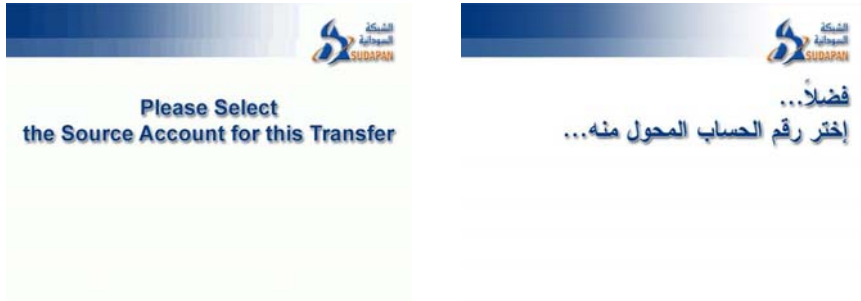 الشبكة
السودانية
SUDAPAN
Please Select
the Source Account for this Transfer
الشبكة
السودانية
SUDAPAN
فضلاً...
إختر رقم الحساب المحول منه...